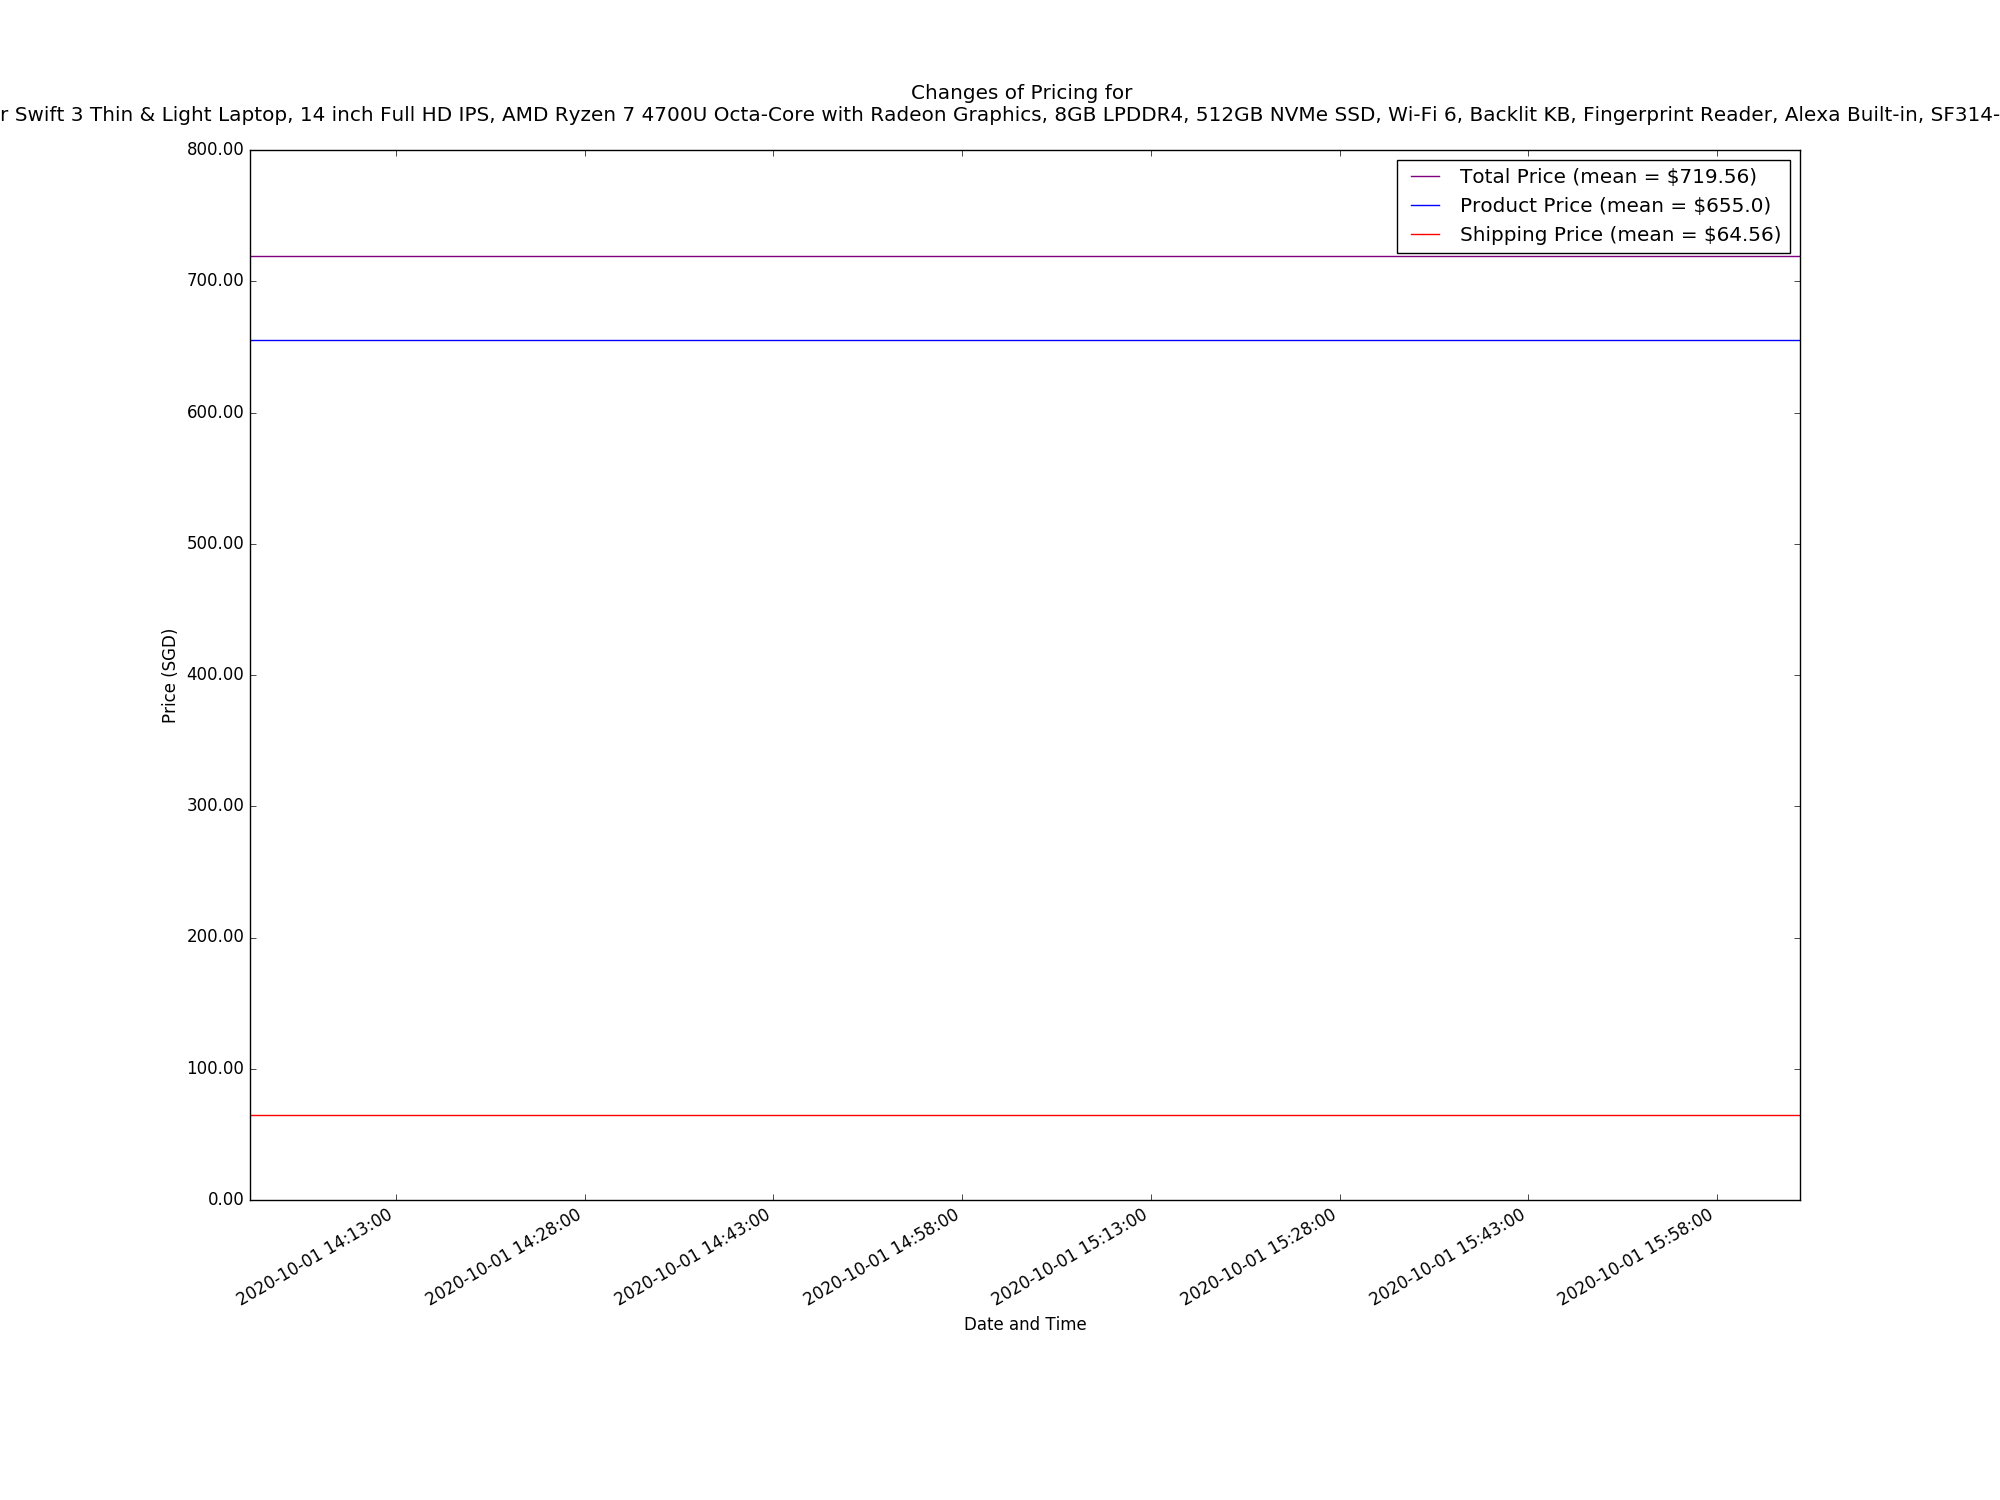 Changes of Pricing for
r Swift 3 Thin & Light Laptop, 14 inch Full HD IPS, AMD Ryzen 7 4700U Octa-Core with Radeon Graphics, 8GB LPDDR4, 512GB NVMe SSD, Wi-Fi 6, Backlit KB, Fingerprint Reader, Alexa Built-in, SF314-
Total Price (mean = $719.56)
Product Price (mean = $655.0)
Shipping Price (mean = $64.56)
800.00
700.00
600.00
500.00
400.00
300.00
200.00
100.00
0.00
Price (SGD)
2020-10-01 14:13:00
2020-10-01 14:28:00
2020-10-01 14:43:00
2020-10-01 14:58:00
2020-10-01 15:13:00
2020-10-01 15:28:00
2020-10-01 15:43:00
2020-10-01 15:58:00
Date and Time